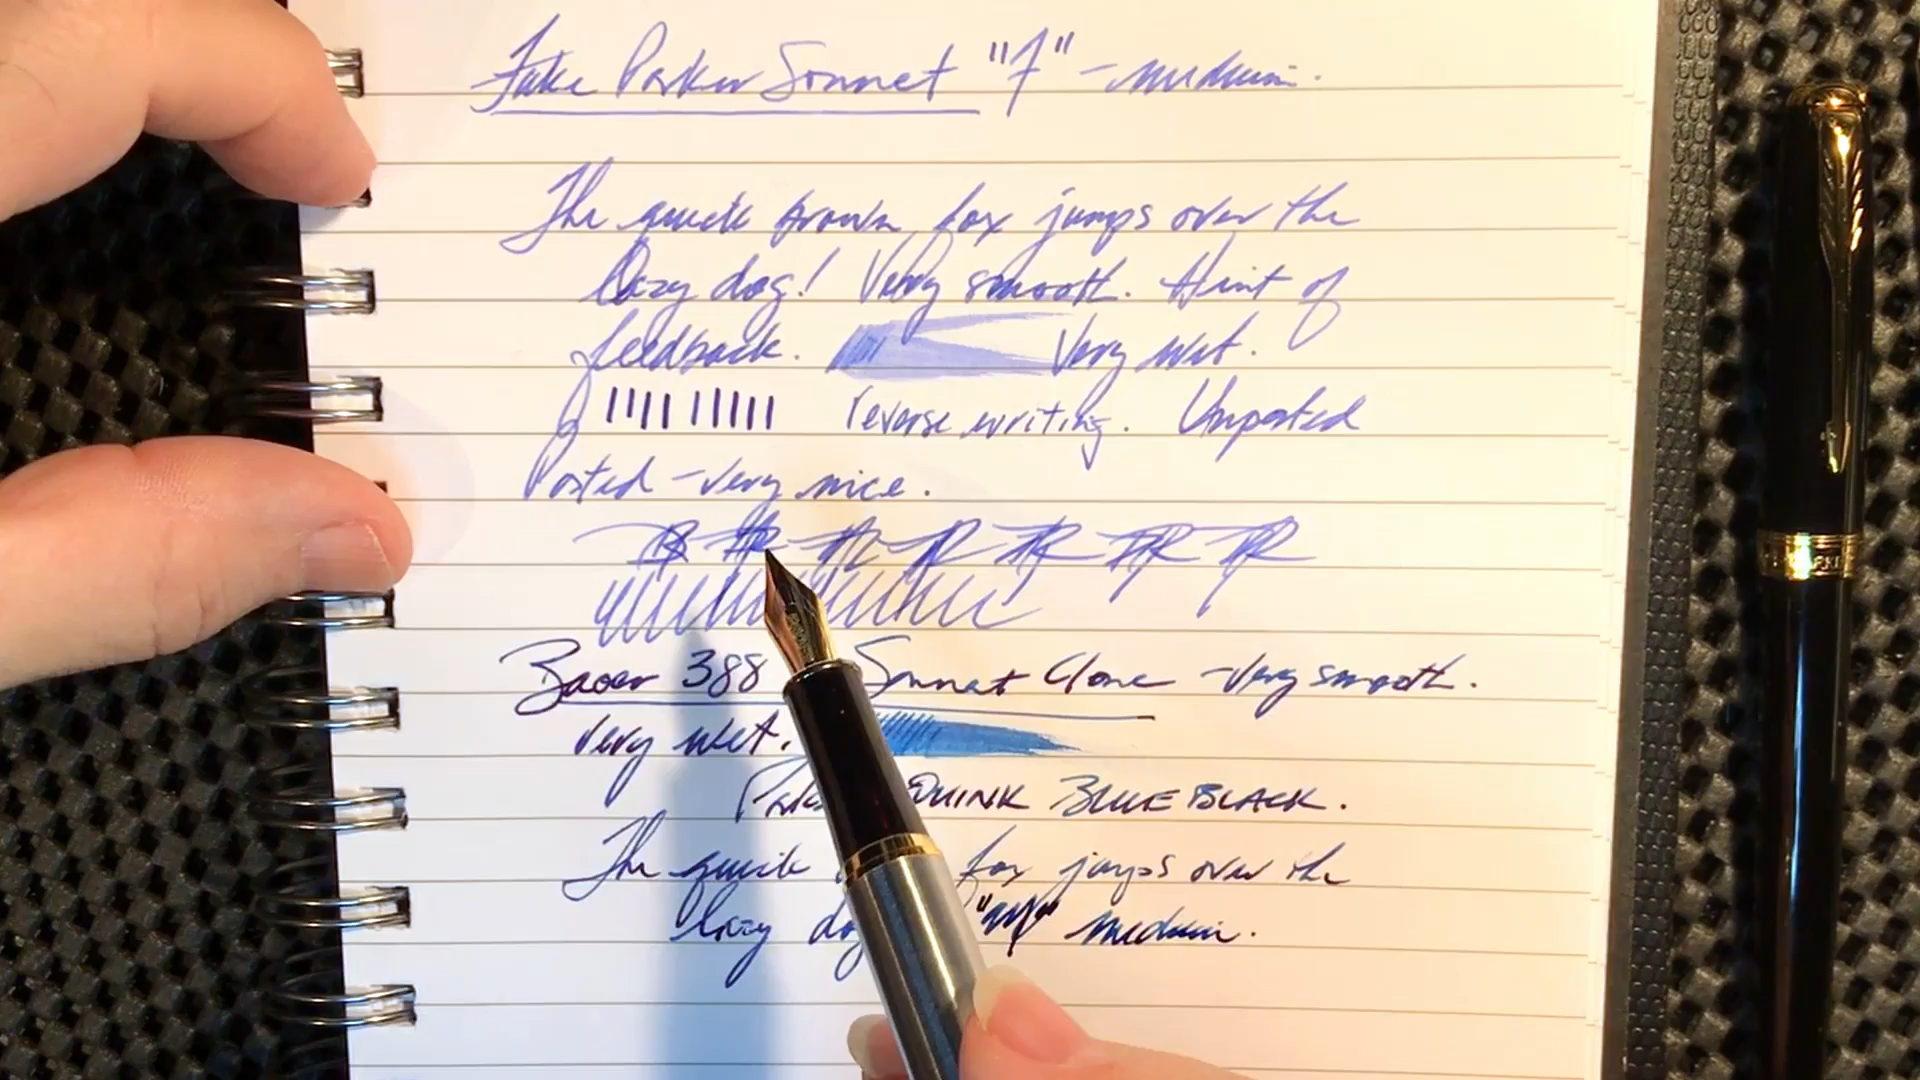 Fake Parker Sonnet "F" - medium.
The quick brown fox jumps over the
lazy dog! Very smooth. Hint of
feedback. Very wet.
reverse writing. Unposted
Posted - very nice.
Baoer 388 Sonnet Clone - very smooth.
very wet.
QUINK BLUE BLACK.
The quick fox jumps over the
lazy "M" medium.